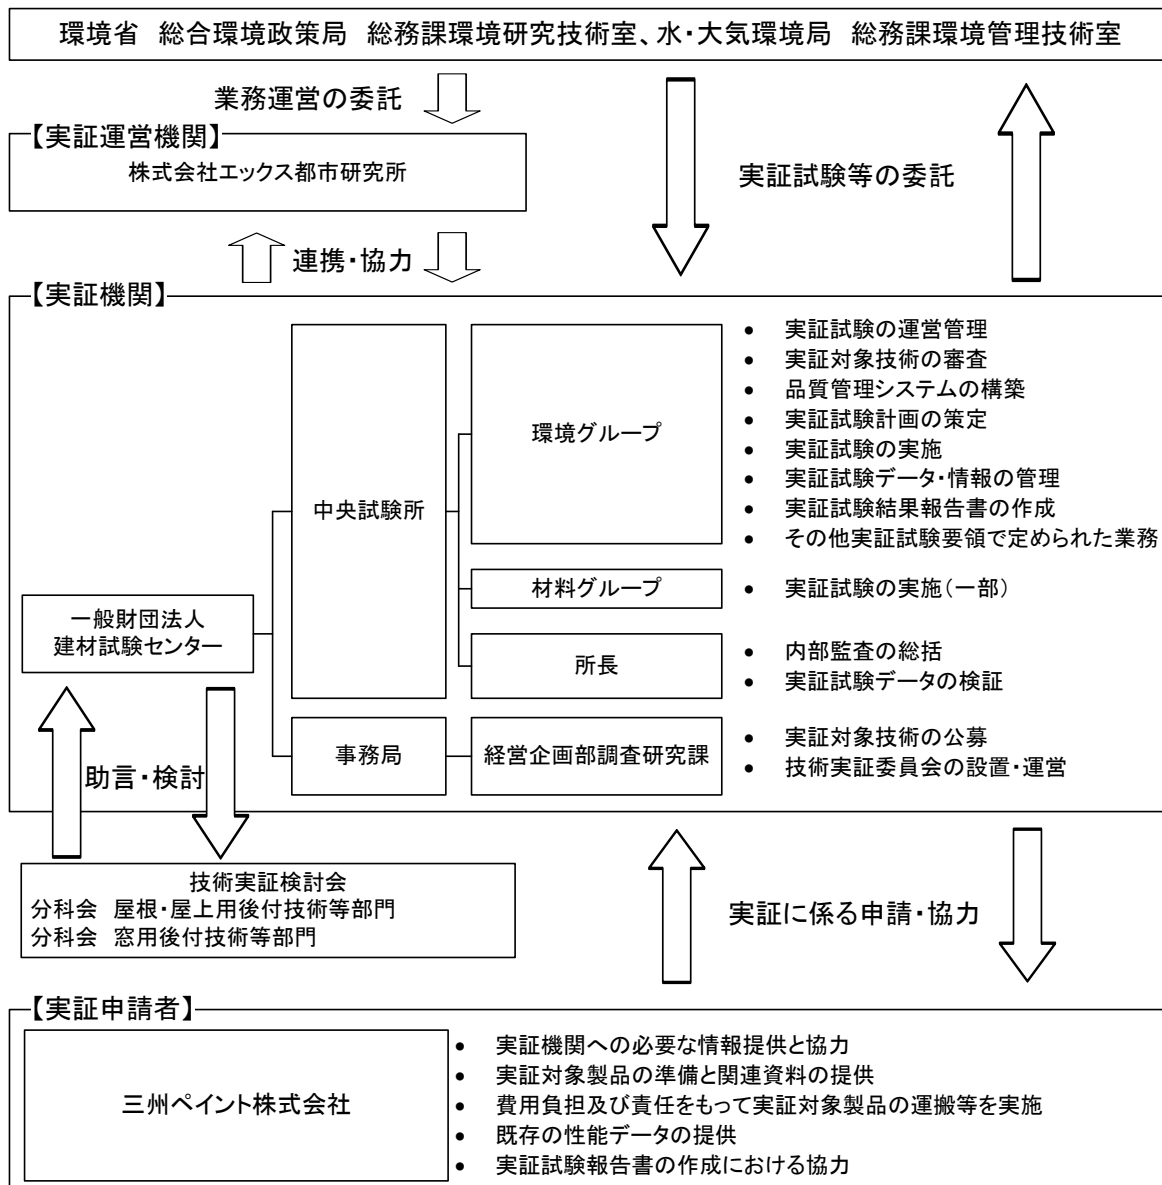 環境省 総合環境政策局 総務課環境研究技術室、水・大気環境局 総務課環境管理技術室
業務運営の委託
【実証運営機関】
株式会社エックス都市研究所
実証試験等の委託
連携・協力
【実証機関】
一般財団法人
建材試験センター
中央試験所
環境グループ
• 実証試験の運営管理
• 実証対象技術の審査
• 品質管理システムの構築
• 実証試験計画の策定
• 実証試験の実施
• 実証試験データ・情報の管理
• 実証試験結果報告書の作成
• その他実証試験要領で定められた業務
材料グループ
• 実証試験の実施(一部)
所長
• 内部監査の総括
• 実証試験データの検証
事務局
経営企画部調査研究課
• 実証対象技術の公募
• 技術実証委員会の設置・運営
助言・検討
技術実証検討会
分科会 屋根・屋上用後付技術等部門
分科会 窓用後付技術等部門
実証に係る申請・協力
【実証申請者】
三州ペイント株式会社
• 実証機関への必要な情報提供と協力
• 実証対象製品の準備と関連資料の提供
• 費用負担及び責任をもって実証対象製品の運搬等を実施
• 既存の性能データの提供
• 実証試験報告書の作成における協力